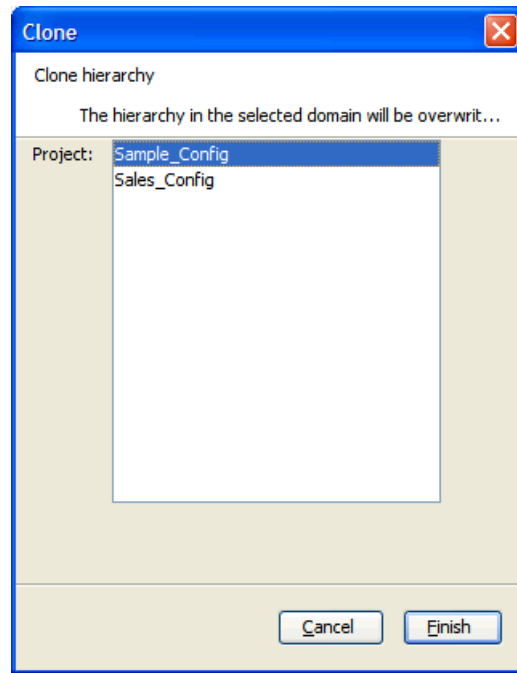 Clone
Clone hierarchy
The hierarchy in the selected domain will be overwrit...
Project:
Sample_Config
Sales_Config
Cancel
Finish